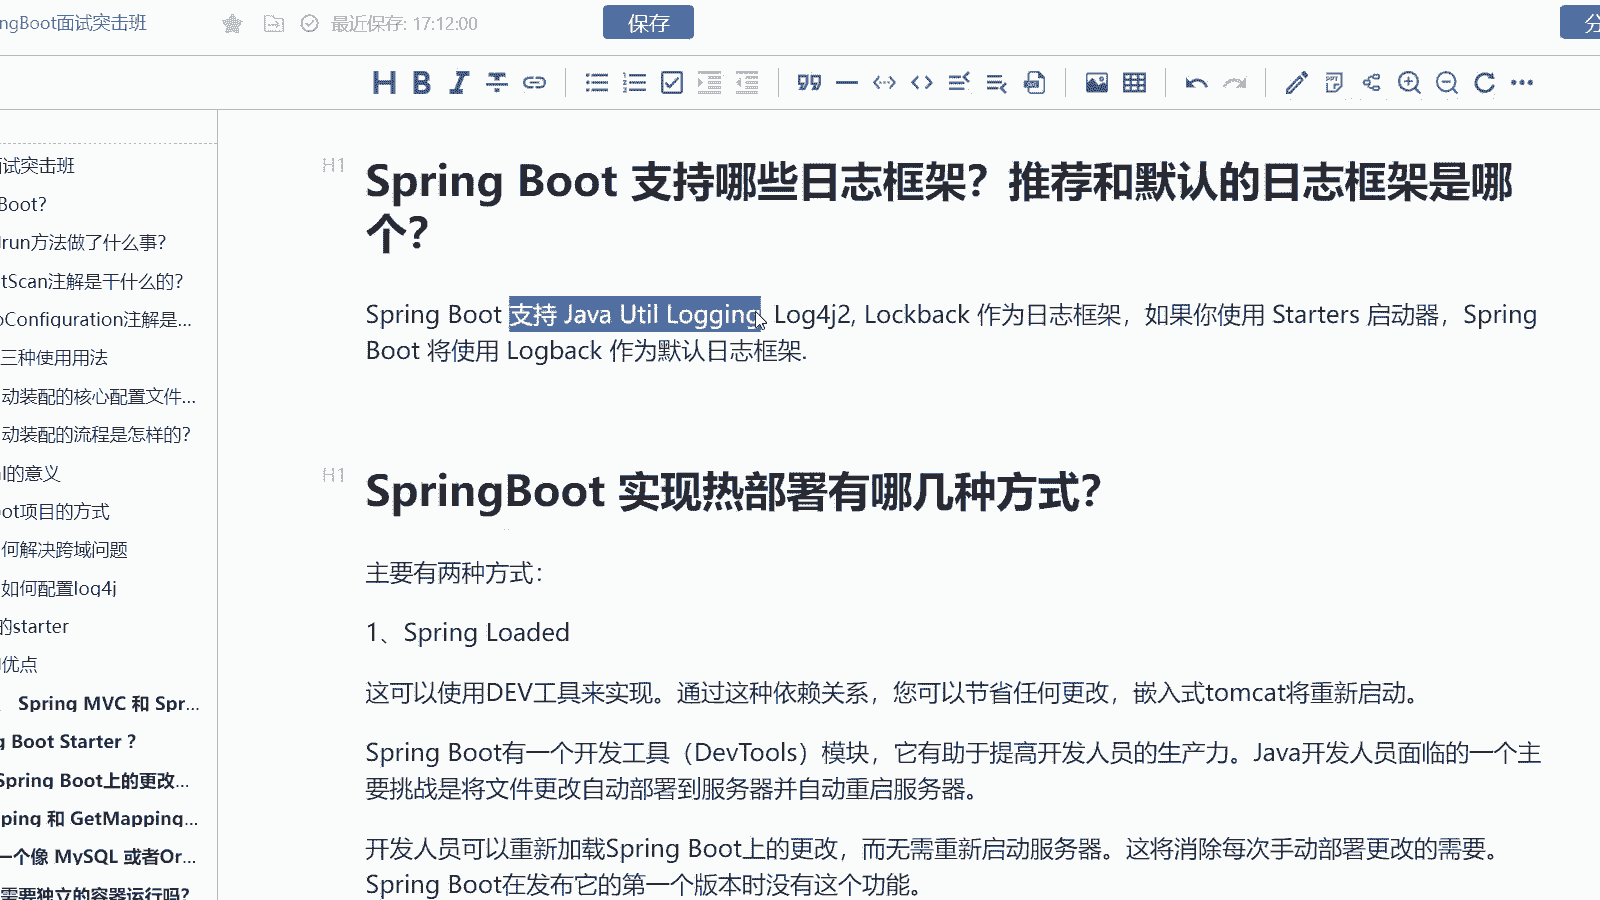 ngBoot面试突击班
最近保存: 17:12:00
保存
分
H B I
面试突击班
Boot?
run方法做了什么事?
tScan注解是干什么的?
oConfiguration注解是...
三种使用用法
动装配的核心配置文件...
动装配的流程是怎样的?
的意义
ot项目的方式
何解决跨域问题
如何配置log4j
的starter
优点
Spring MVC 和 Spr...
g Boot Starter ?
Spring Boot上的更改...
ping 和 GetMapping...
一个像 MySQL 或者Or...
需要独立的容器运行吗?
H1
Spring Boot 支持哪些日志框架? 推荐和默认的日志框架是哪
个?
Spring Boot 支持 Java Util Logging, Log4j2, Lockback 作为日志框架，如果你使用 Starters 启动器，Spring
Boot 将使用 Logback 作为默认日志框架.
H1
SpringBoot 实现热部署有哪几种方式?
主要有两种方式：
1、Spring Loaded
这可以使用DEV工具来实现。通过这种依赖关系，您可以节省任何更改，嵌入式tomcat将重新启动。
Spring Boot有一个开发工具（DevTools）模块，它有助于提高开发人员的生产力。Java开发人员面临的一个主
要挑战是将文件更改自动部署到服务器并自动重启服务器。
开发人员可以重新加载Spring Boot上的更改，而无需重新启动服务器。这将消除每次手动部署更改的需要。
Spring Boot在发布它的第一个版本时没有这个功能。